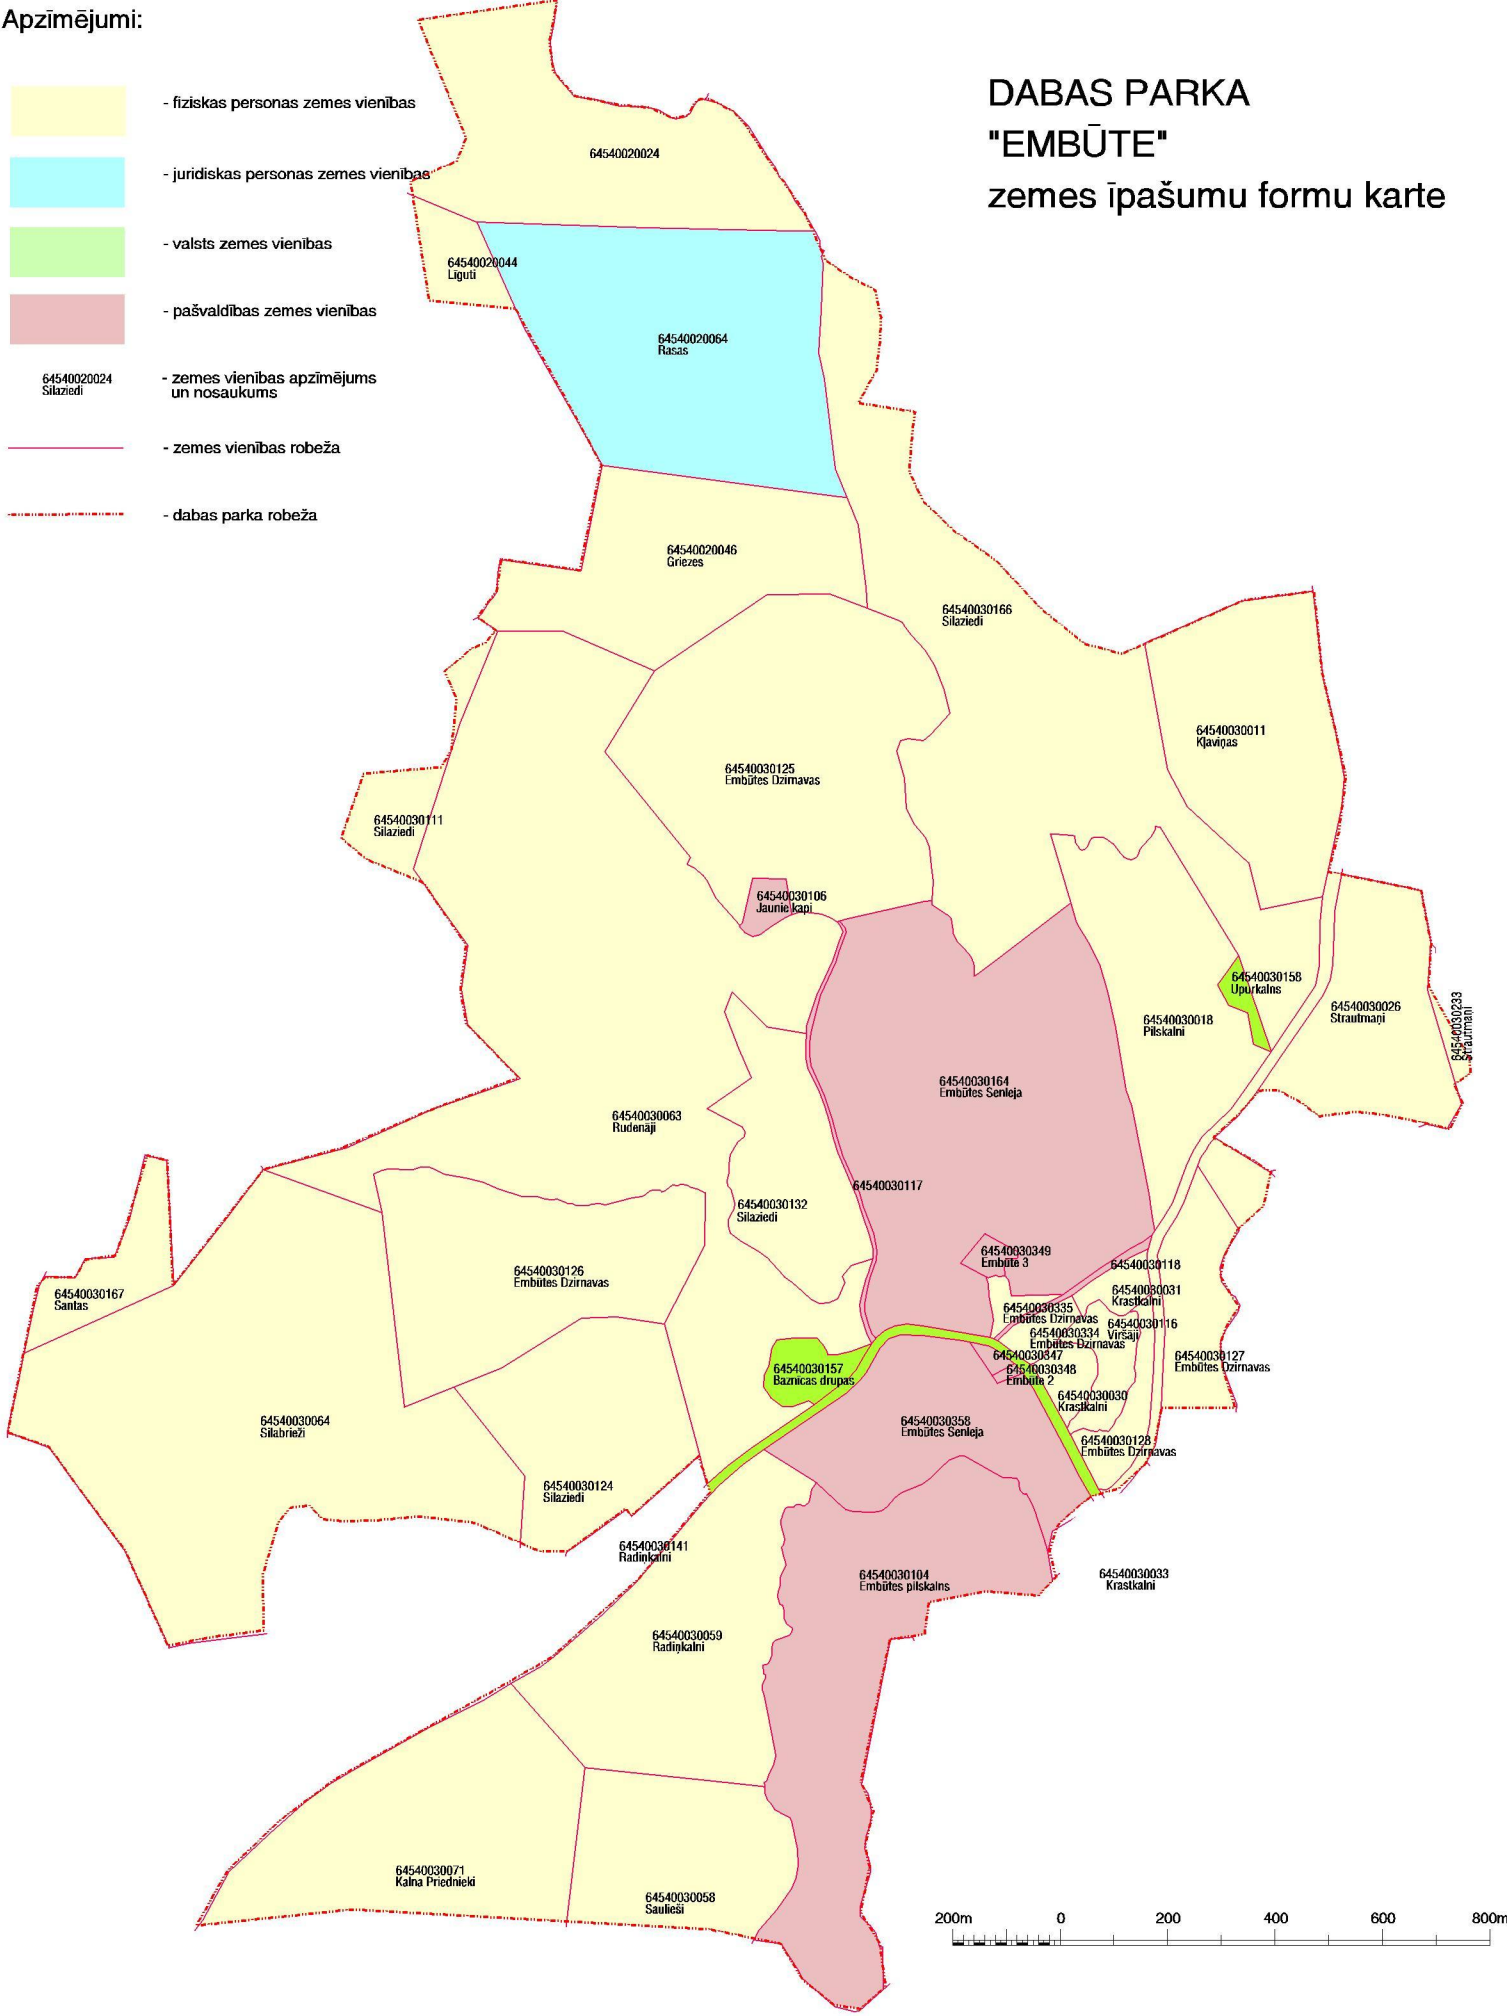 Apzīmējumi:
- fiziskas personas zemes vienības
- juridiskas personas zemes vienības
- valsts zemes vienības
- pašvaldības zemes vienības
64540020024
Silaziedi
- zemes vienības apzīmējums
un nosaukums
- zemes vienības robeža
- dabas parka robeža
DABAS PARKA
"EMBŪTE"
zemes īpašumu formu karte
64540020024
64540020044
Līguti
64540020064
Rasas
64540020046
Griezes
64540030166
Silaziedi
64540030011
Kļaviņas
64540030125
Embūtes Dzirnavas
64540030111
Silaziedi
64540030106
Jaunie kapi
64540030158
Upurkalns
64540030026
Strautmaņi
64540030233
Strautmaņi
64540030018
Pilskalni
64540030164
Embūtes Senleja
64540030063
Rudenāji
64540030117
64540030132
Silaziedi
64540030349
Embūte 3
64540030118
64540030126
Embūtes Dzirnavas
64540030167
Santas
64540030031
Krastkalni
64540030335
Embūtes Dzirnavas
64540030116
Viršāji
64540030334
Embūtes Dzirnavas
64540030347
64540030127
Embūtes Dzirnavas
64540030157
Baznīcas drupas
64540030348
Embūte 2
64540030030
Krastkalni
64540030064
Silabrieži
64540030358
Embūtes Senleja
64540030128
Embūtes Dzirnavas
64540030124
Silaziedi
64540030141
Radiņkalni
64540030104
Embūtes pilskalns
64540030033
Krastkalni
64540030059
Radiņkalni
64540030071
Kalna Priednieki
64540030058
Saulieši
200m 0 200 400 600 800m